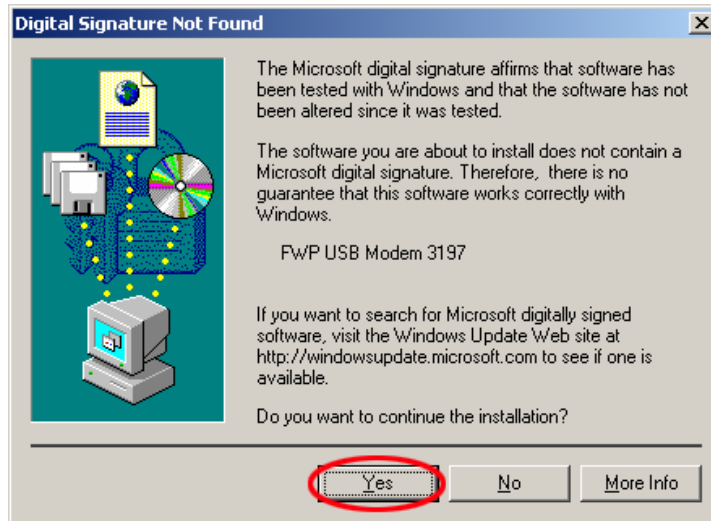 Digital Signature Not Found
The Microsoft digital signature affirms that software has
been tested with Windows and that the software has not
been altered since it was tested.
The software you are about to install does not contain a
Microsoft digital signature. Therefore,  there is no
guarantee that this software works correctly with
Windows.
FWP USB Modem 3197
If you want to search for Microsoft digitally signed
software, visit the Windows Update Web site at
http://windowsupdate.microsoft.com to see if one is
available.
Do you want to continue the installation?
Yes No More Info